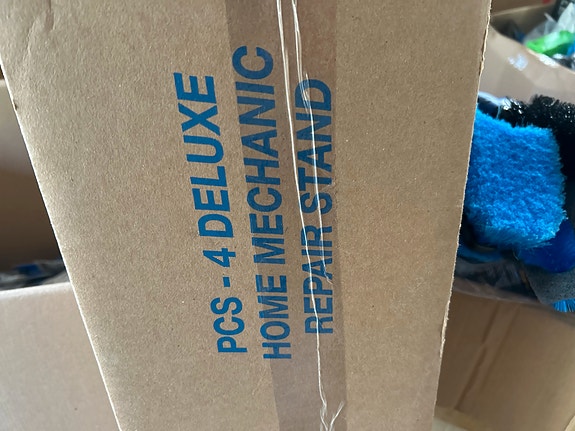 PCS - 4 DELUXE
HOME MECHANIC
REPAIR STAND